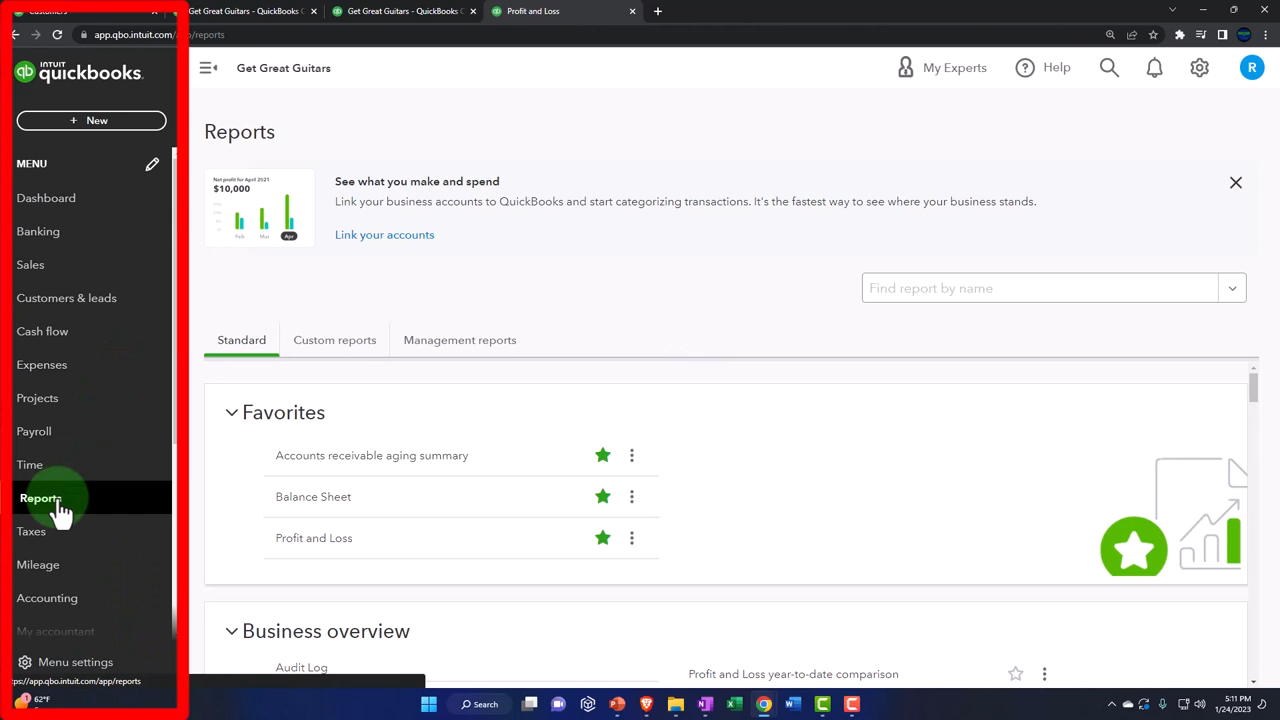 Customers
Get Great Guitars - QuickBooks
Get Great Guitars - QuickBooks
Profit and Loss
app.qbo.intuit.com/app/reports
INTUIT
quickbooks.
Get Great Guitars
My Experts
Help
R
+ New
MENU
Dashboard
Banking
Sales
Customers & leads
Cash flow
Expenses
Projects
Payroll
Time
Reports
Taxes
Mileage
Accounting
My accountant
Menu settings
Reports
Net profit for April 2021
$10,000
Feb
Mar
Apr
See what you make and spend
Link your business accounts to QuickBooks and start categorizing transactions. It's the fastest way to see where your business stands.
Link your accounts
Find report by name
Standard
Custom reports
Management reports
Favorites
Accounts receivable aging summary
Balance Sheet
Profit and Loss
Business overview
Audit Log
Profit and Loss year-to-date comparison
ps://app.qbo.intuit.com/app/reports
1
62°F
Search
5:11 PM
1/24/2023